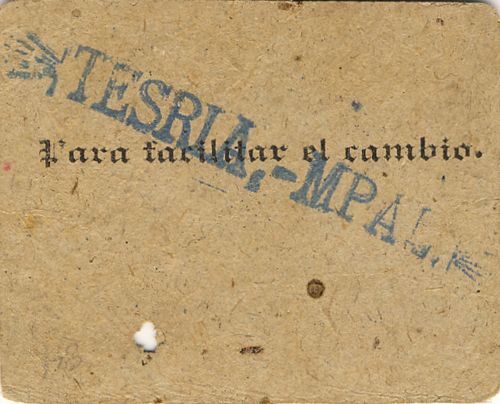 TESRIA,-MPAL.
Para facilitar el cambio.